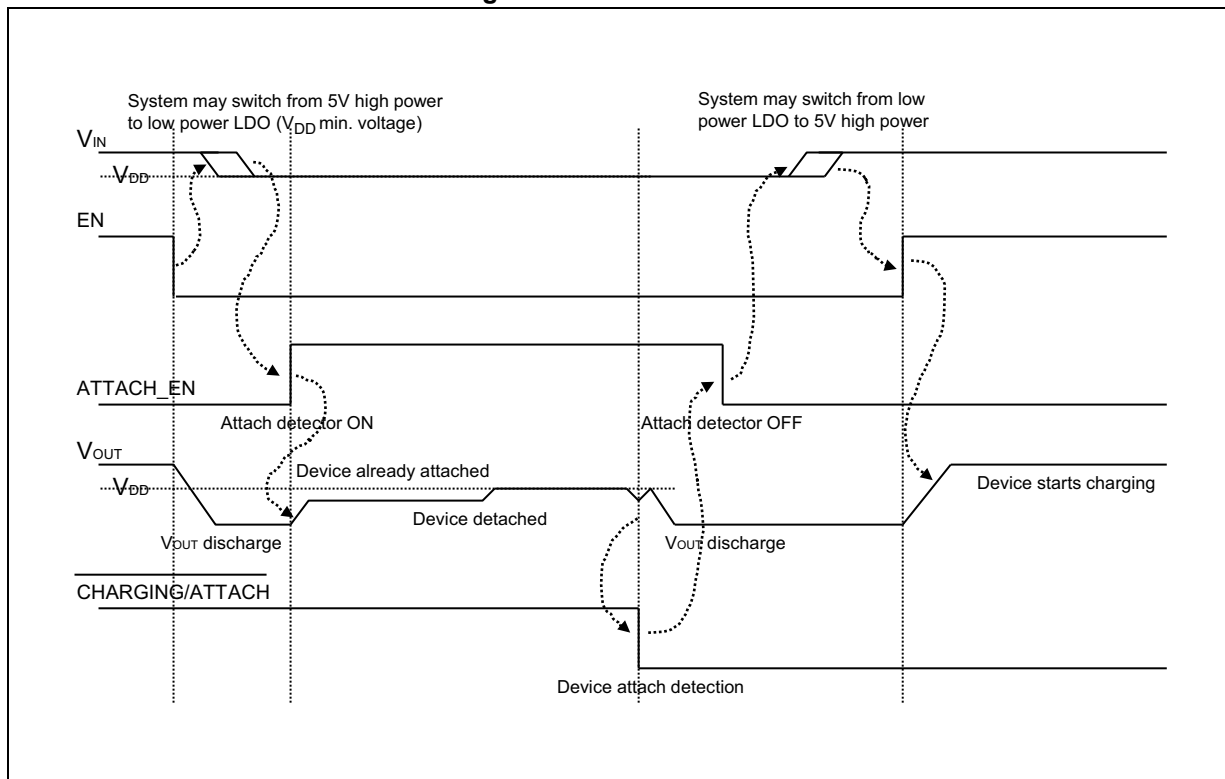 System may switch from 5V high power
to low power LDO (VDD min. voltage)
System may switch from low
power LDO to 5V high power
VIN
VDD
EN
ATTACH_EN
Attach detector ON
Attach detector OFF
VOUT
Device already attached
VDD
Device starts charging
Device detached
VOUT discharge
VOUT discharge
CHARGING/ATTACH
Device attach detection